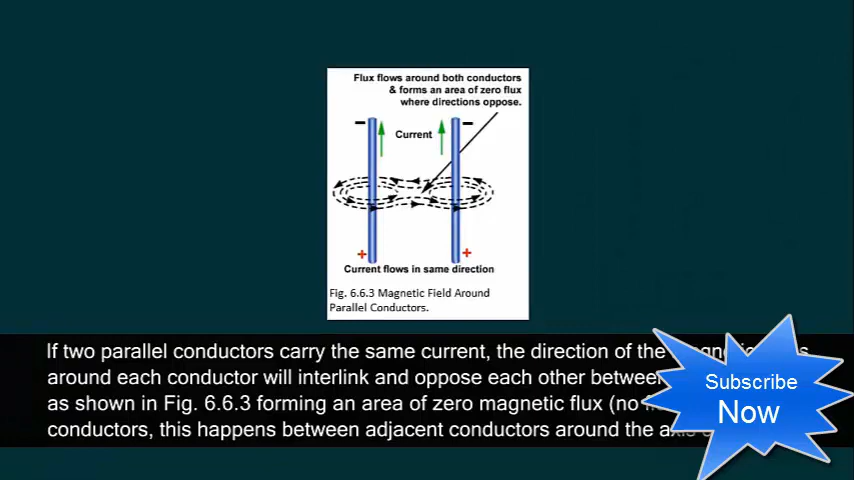 Flux flows around both conductors
& forms an area of zero flux
where directions oppose.
− −
Current
+ +
Current flows in same direction
Fig. 6.6.3 Magnetic Field Around
Parallel Conductors.
If two parallel conductors carry the same current, the direction of the
around each conductor will interlink and oppose each other between
as shown in Fig. 6.6.3 forming an area of zero magnetic flux (no
conductors, this happens between adjacent conductors around the
Subscribe
Now